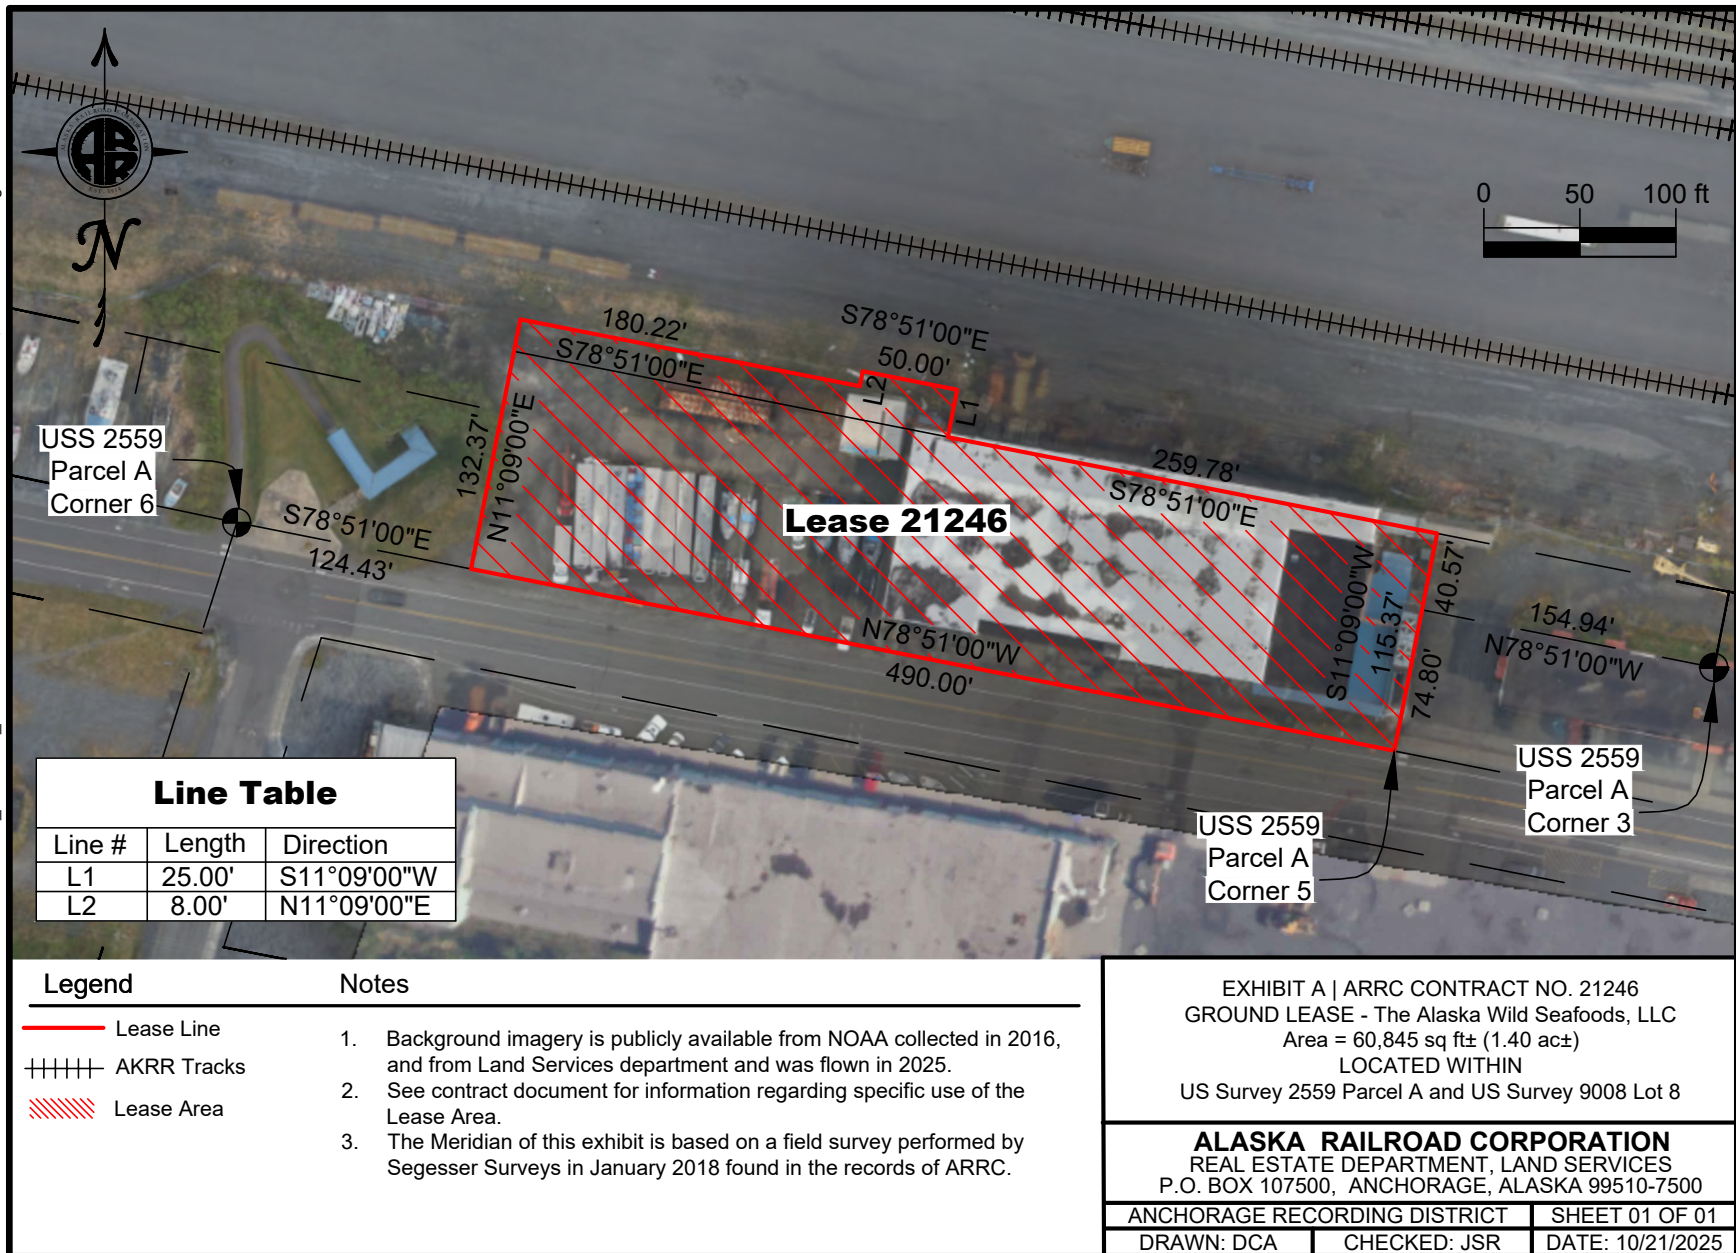 N
0 50 100 ft
180.22'
S78°51'00"E
S78°51'00"E
50.00'
L2
L1
132.37'
N11°09'00"E
259.78'
S78°51'00"E
Lease 21246
USS 2559
Parcel A
Corner 6
S78°51'00"E
124.43'
N78°51'00"W
490.00'
S11°09'00"W
115.37'
40.57'
74.80'
154.94'
N78°51'00"W
USS 2559
Parcel A
Corner 3
USS 2559
Parcel A
Corner 5
Line Table
Line # Length Direction
L1 25.00' S11°09'00"W
L2 8.00' N11°09'00"E
Legend
Lease Line
AKRR Tracks
Lease Area
Notes
1. Background imagery is publicly available from NOAA collected in 2016,
and from Land Services department and was flown in 2025.
2. See contract document for information regarding specific use of the
Lease Area.
3. The Meridian of this exhibit is based on a field survey performed by
Segesser Surveys in January 2018 found in the records of ARRC.
EXHIBIT A | ARRC CONTRACT NO. 21246
GROUND LEASE - The Alaska Wild Seafoods, LLC
Area = 60,845 sq ft± (1.40 ac±)
LOCATED WITHIN
US Survey 2559 Parcel A and US Survey 9008 Lot 8
ALASKA RAILROAD CORPORATION
REAL ESTATE DEPARTMENT, LAND SERVICES
P.O. BOX 107500, ANCHORAGE, ALASKA 99510-7500
ANCHORAGE RECORDING DISTRICT SHEET 01 OF 01
DRAWN: DCA CHECKED: JSR DATE: 10/21/2025